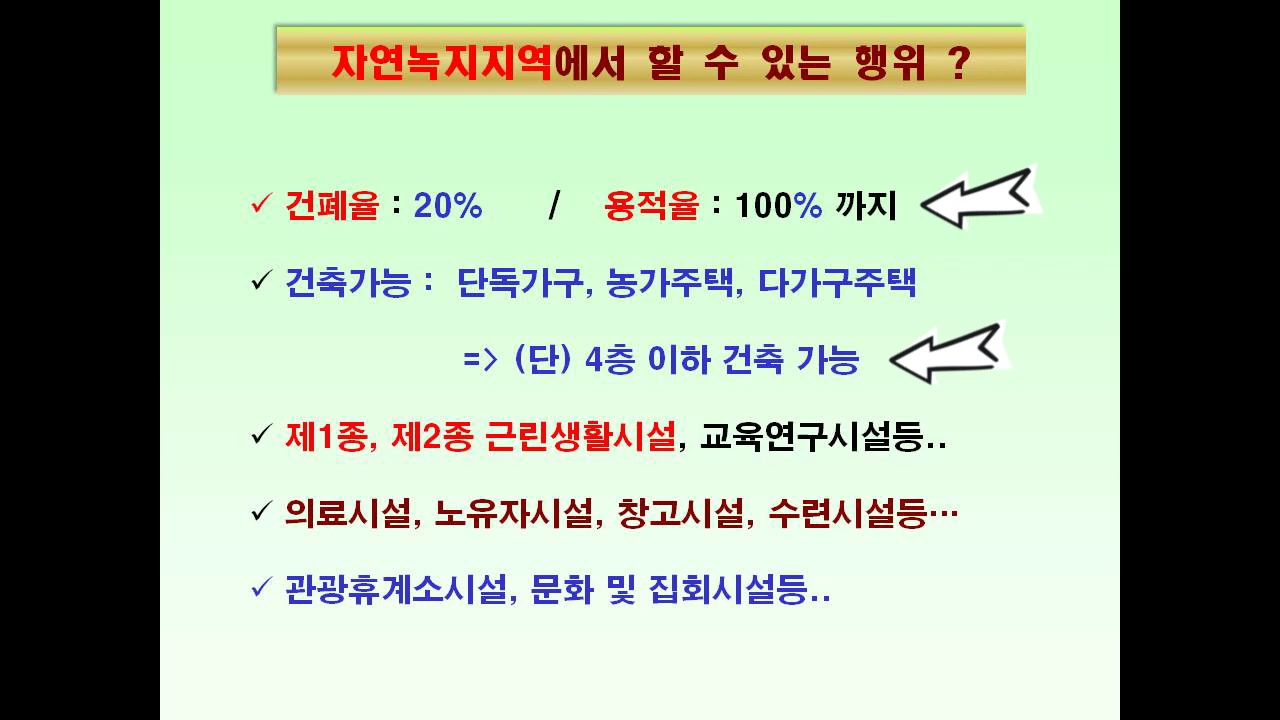 자연녹지지역에서 할 수 있는 행위 ?
✓ 건폐율 : 20% / 용적율 : 100% 까지
✓ 건축가능 : 단독가구, 농가주택, 다가구주택
=> (단) 4층 이하 건축 가능
✓ 제1종, 제2종 근린생활시설, 교육연구시설등..
✓ 의료시설, 노유자시설, 창고시설, 수련시설등…
✓ 관광휴계소시설, 문화 및 집회시설등..